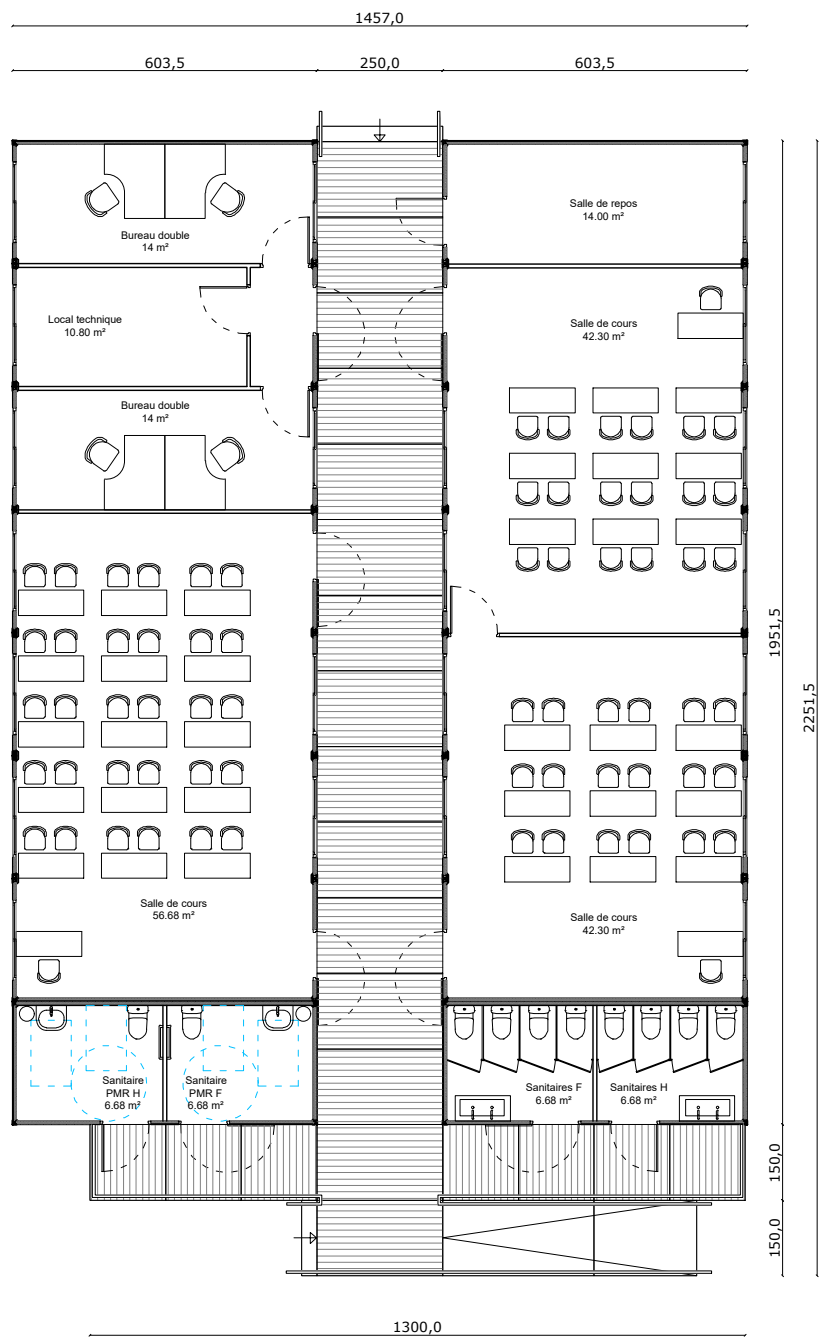 1457,0
603,5
250,0
603,5
Bureau double
14 m²
Salle de repos
14.00 m²
Local technique
10.80 m²
Salle de cours
42.30 m²
Bureau double
14 m²
1951,5
2251,5
Salle de cours
56.68 m²
Salle de cours
42.30 m²
Sanitaire
PMR H
6.68 m²
Sanitaire
PMR F
6.68 m²
Sanitaires F
6.68 m²
Sanitaires H
6.68 m²
150,0
150,0
1300,0